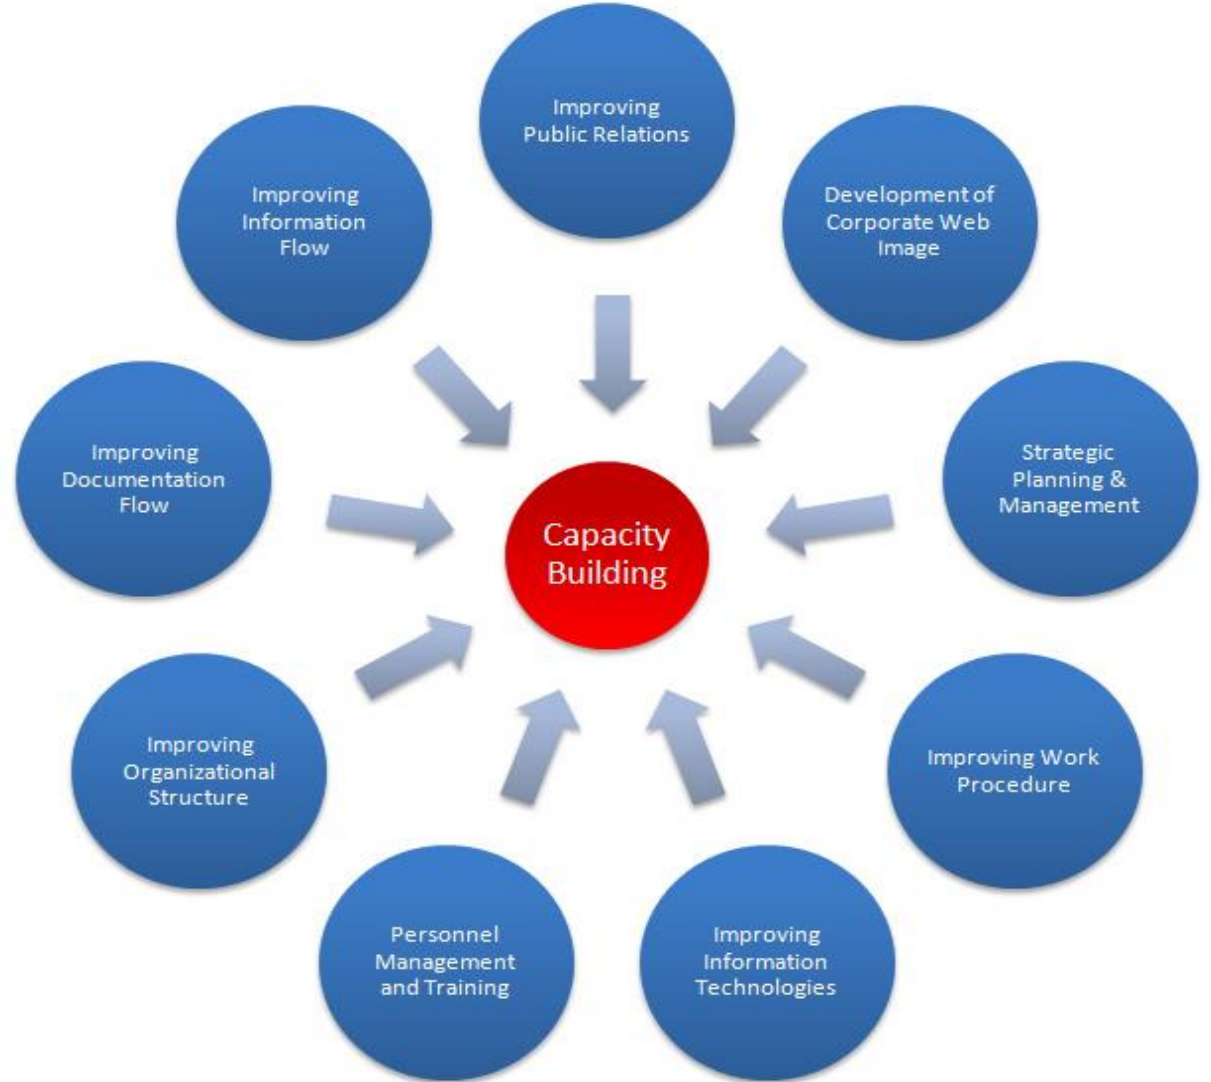 Improving
Public Relations
Development of
Corporate Web
Image
Strategic
Planning &
Management
Improving Work
Procedure
Improving
Information
Technologies
Personnel
Management
and Training
Improving
Organizational
Structure
Improving
Documentation
Flow
Improving
Information
Flow
Capacity
Building